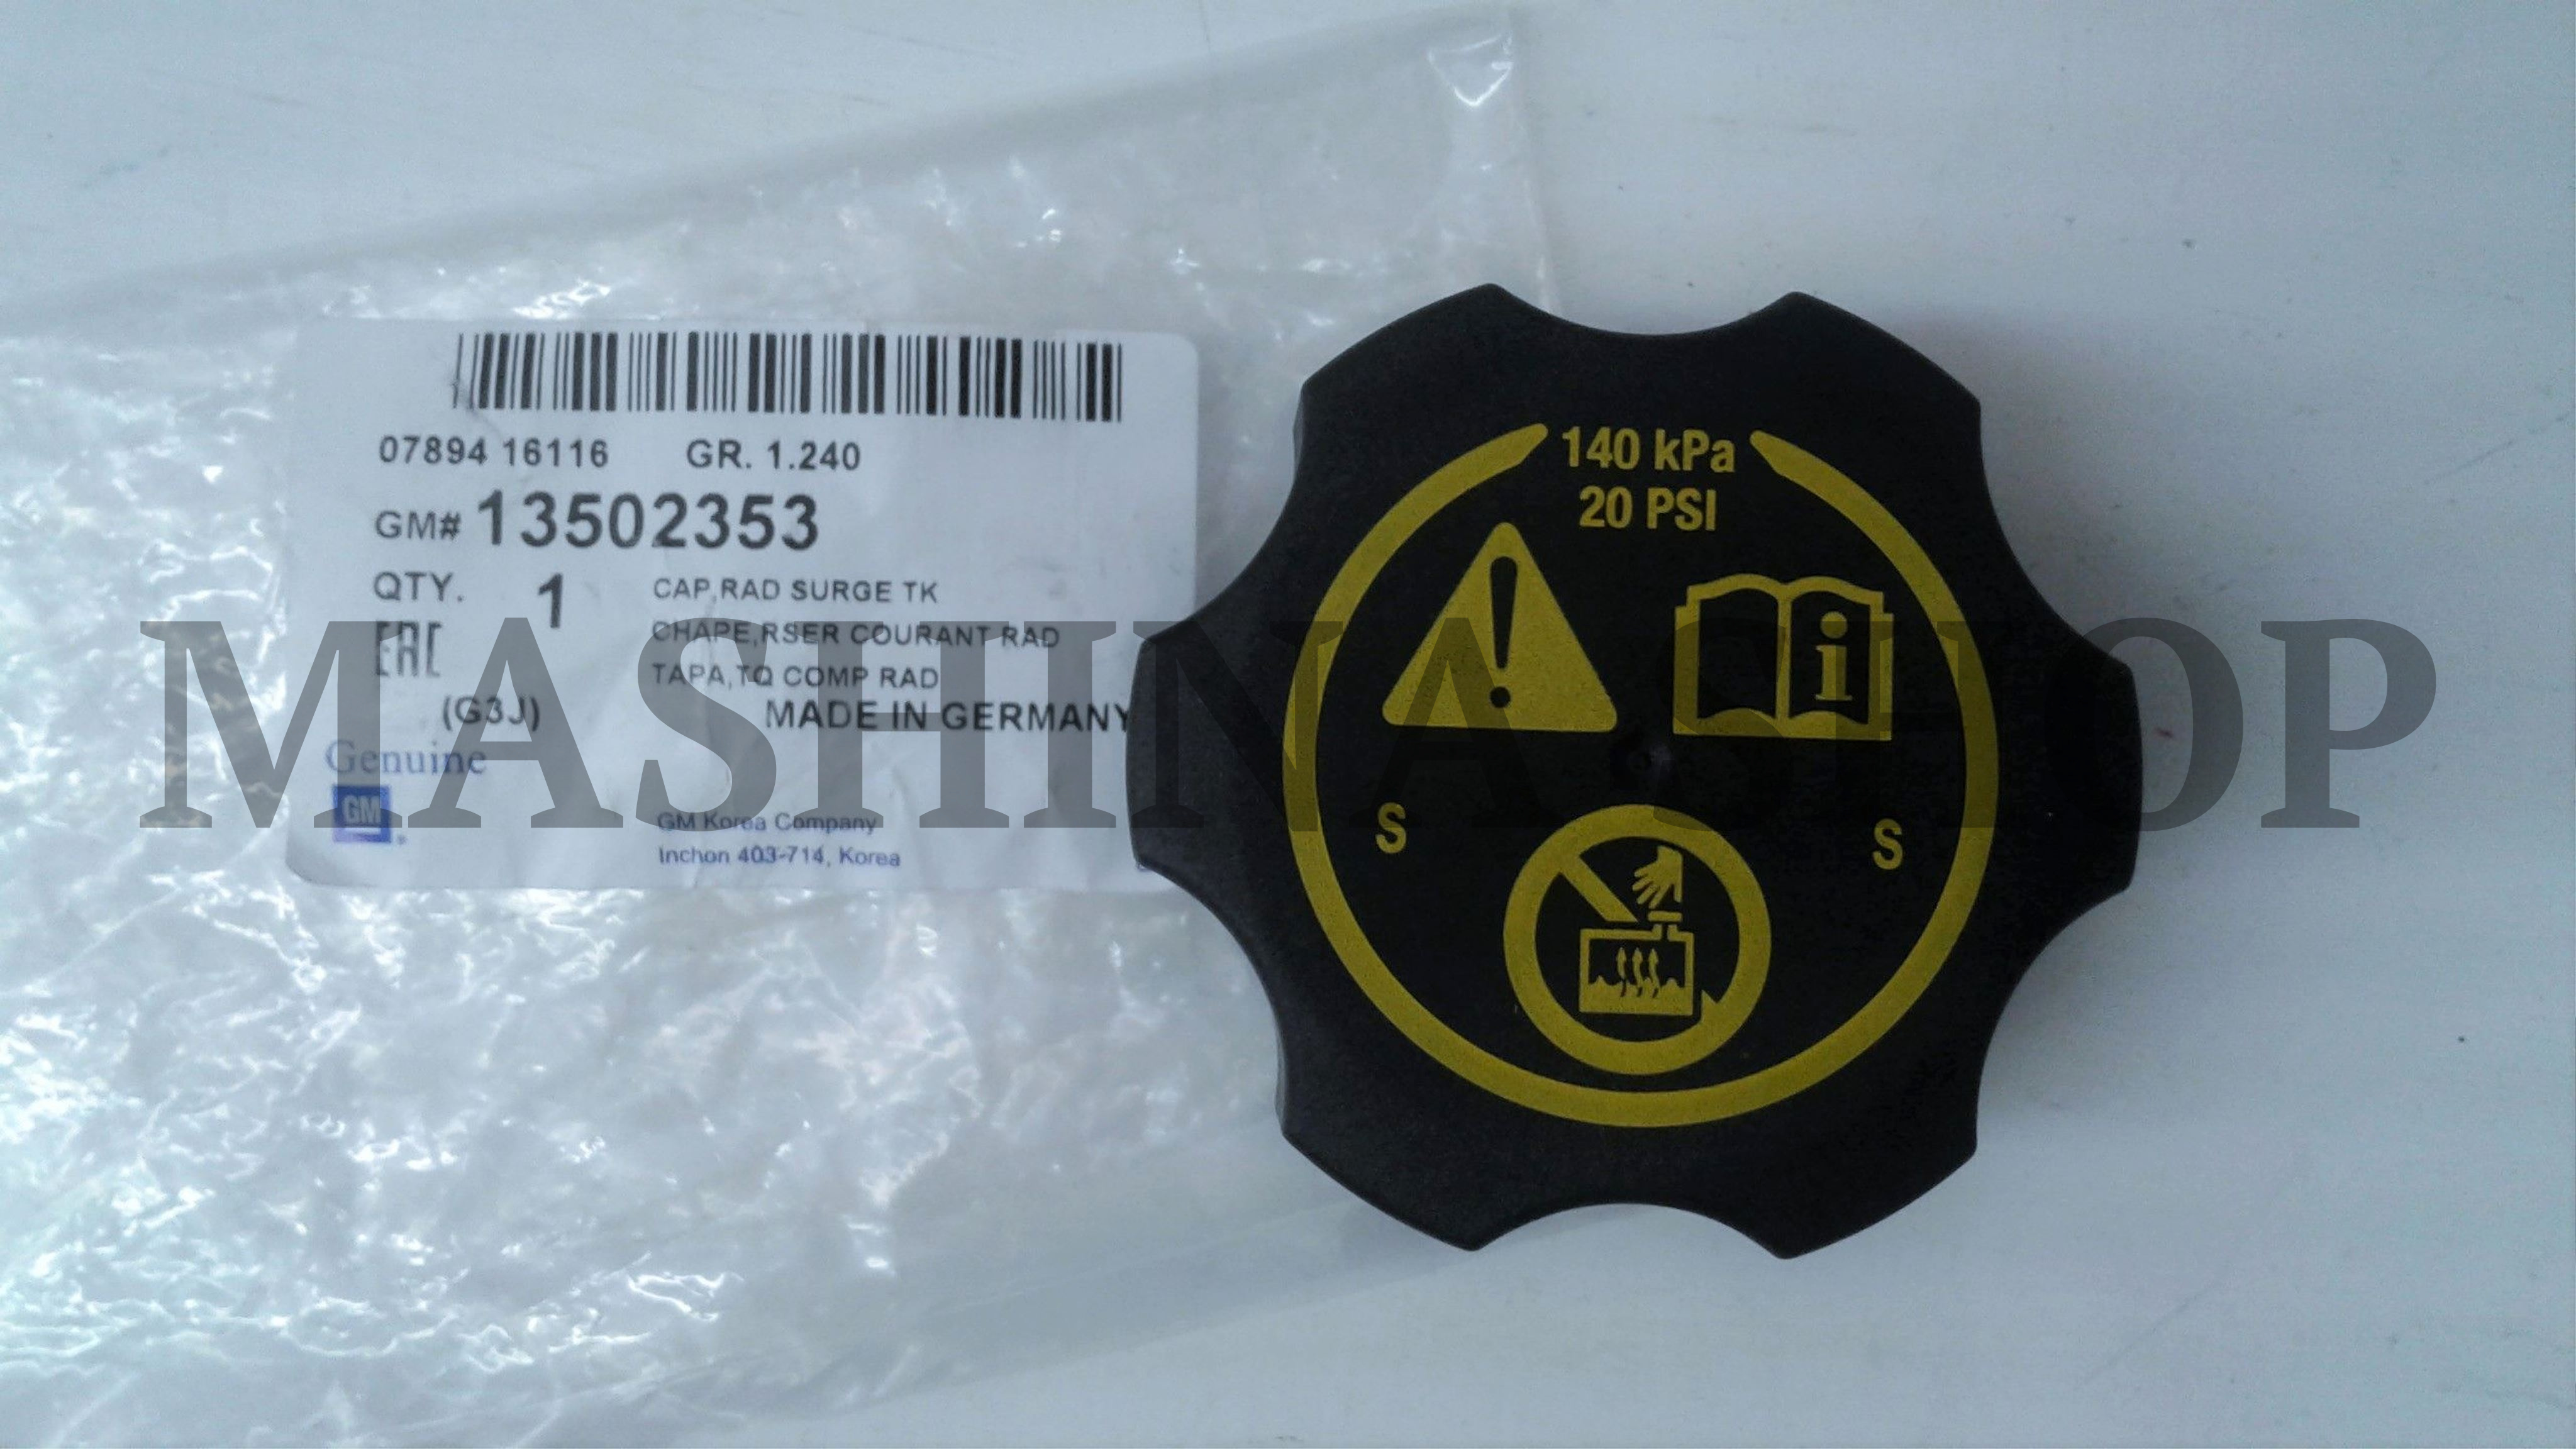 07894 16116 GR. 1.240
GM# 13502353
QTY. 1 CAP,RAD SURGE TK
CHAPE,RSER COURANT RAD
TAPA,TQ COMP RAD
EAC
(G3J) MADE IN GERMANY
Genuine
GM
GM Korea Company
Inchon 403-714, Korea
140 kPa
20 PSI
i
S S
MASHINASHOP